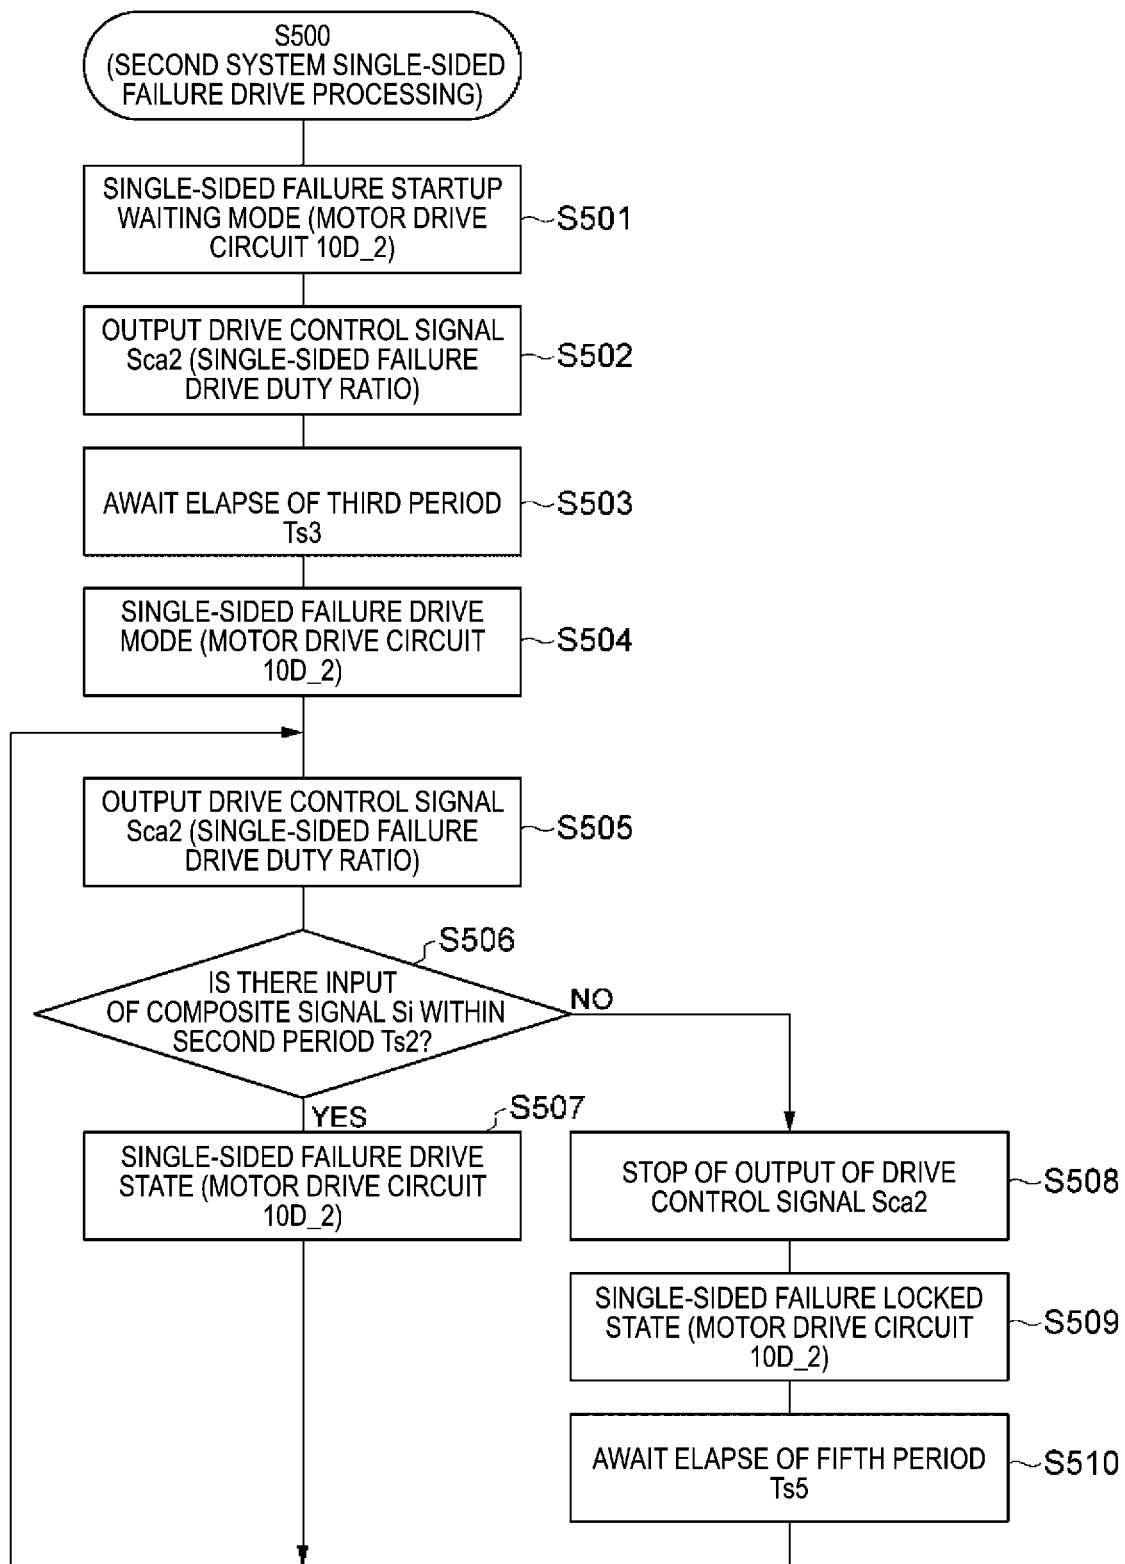 S500
(SECOND SYSTEM SINGLE-SIDED
FAILURE DRIVE PROCESSING)
SINGLE-SIDED FAILURE STARTUP
WAITING MODE (MOTOR DRIVE
CIRCUIT 10D_2)
S501
OUTPUT DRIVE CONTROL SIGNAL
Sca2 (SINGLE-SIDED FAILURE
DRIVE DUTY RATIO)
S502
AWAIT ELAPSE OF THIRD PERIOD
Ts3
S503
SINGLE-SIDED FAILURE DRIVE
MODE (MOTOR DRIVE CIRCUIT
10D_2)
S504
OUTPUT DRIVE CONTROL SIGNAL
Sca2 (SINGLE-SIDED FAILURE
DRIVE DUTY RATIO)
S505
S506
IS THERE INPUT
OF COMPOSITE SIGNAL Si WITHIN
SECOND PERIOD Ts2?
NO
YES
S507
SINGLE-SIDED FAILURE DRIVE
STATE (MOTOR DRIVE CIRCUIT
10D_2)
STOP OF OUTPUT OF DRIVE
CONTROL SIGNAL Sca2
S508
SINGLE-SIDED FAILURE LOCKED
STATE (MOTOR DRIVE CIRCUIT
10D_2)
S509
AWAIT ELAPSE OF FIFTH PERIOD
Ts5
S510